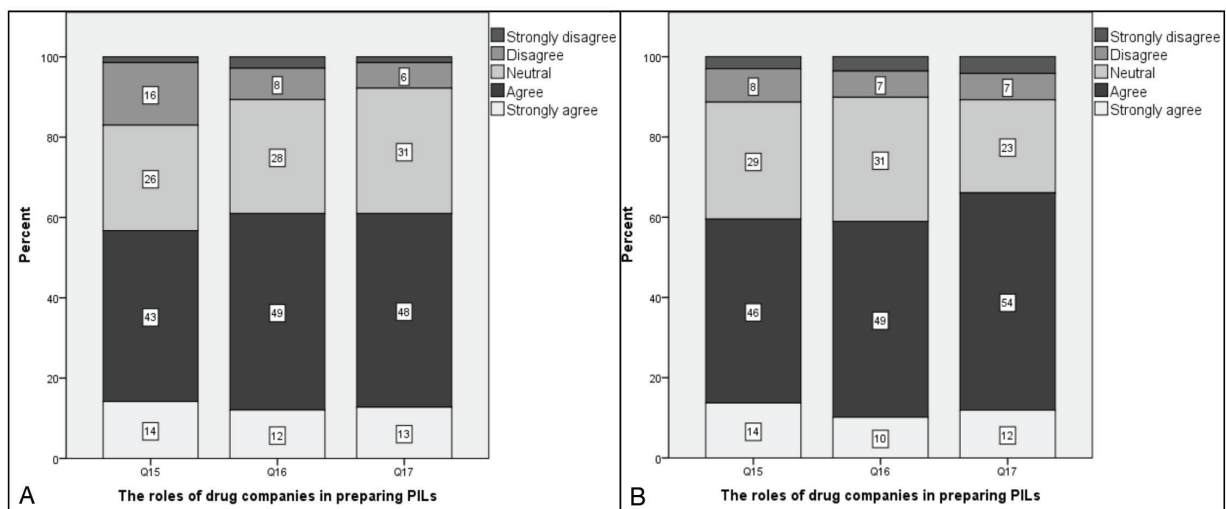 Strongly disagree
Disagree
Neutral
Agree
Strongly agree
100
80
60
40
20
0
Percent
16
26
43
14
8
28
49
12
6
31
48
13
Q15
Q16
Q17
The roles of drug companies in preparing PILs
A
Strongly disagree
Disagree
Neutral
Agree
Strongly agree
100
80
60
40
20
0
Percent
8
29
46
14
7
31
49
10
7
23
54
12
Q15
Q16
Q17
The roles of drug companies in preparing PILs
B